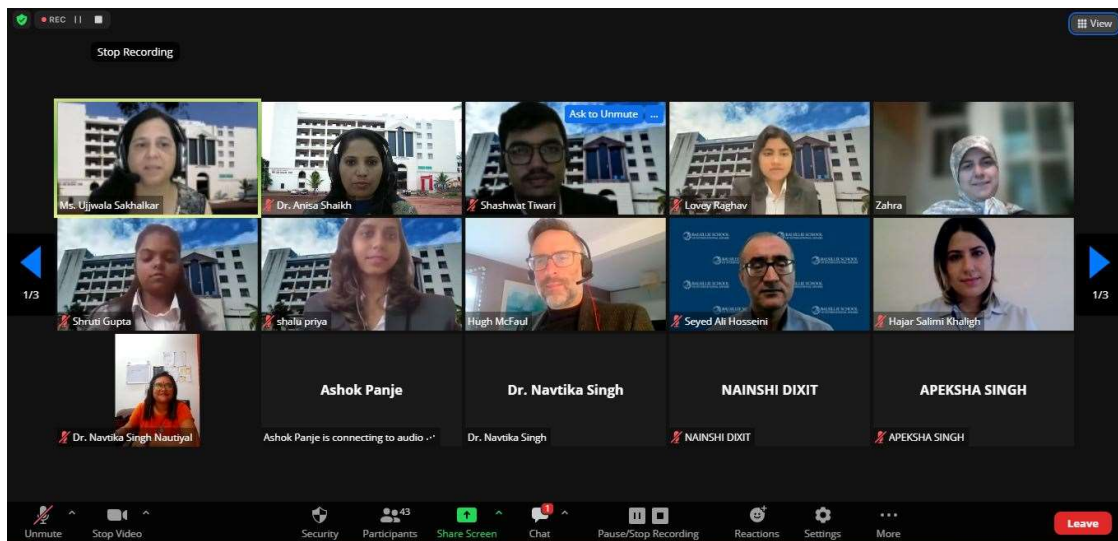 REC
View
Stop Recording
Ms. Ujjwala Sakhalkar
Dr. Anisa Shaikh
Ask to Unmute ...
Shashwat Tiwari
Lovey Raghav
Zahra
1/3
Shruti Gupta
shalu priya
Hugh McFaul
BALSILLIE SCHOOL
Seyed Ali Hosseini
Hajar Salimi Khaligh
1/3
Dr. Navtika Singh Nautiyal
Ashok Panje
Ashok Panje is connecting to audio ···
Dr. Navtika Singh
Dr. Navtika Singh
NAINSHI DIXIT
NAINSHI DIXIT
APEKSHA SINGH
APEKSHA SINGH
Unmute
Stop Video
Security
43
Participants
Share Screen
1
Chat
Pause/Stop Recording
Reactions
Settings
More
Leave